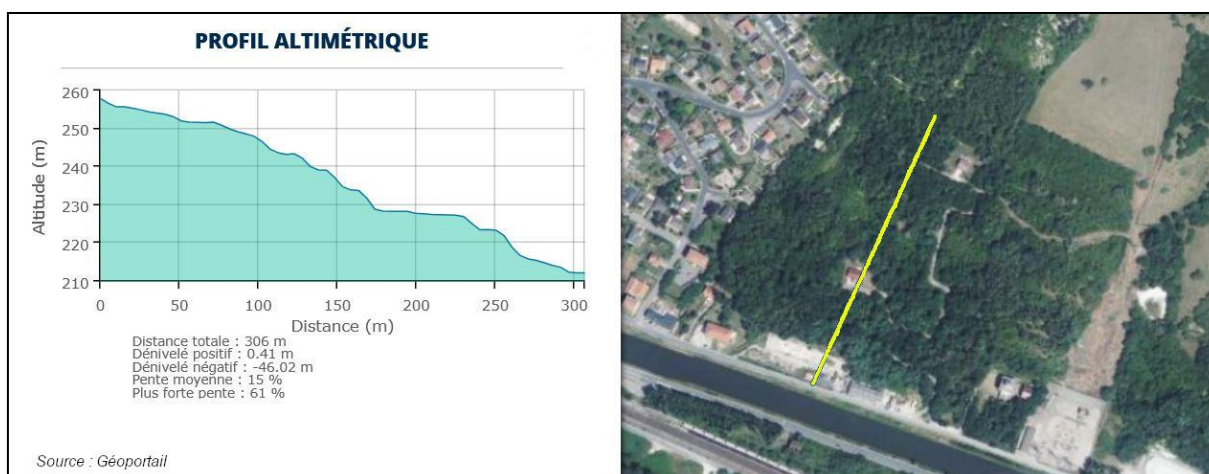 PROFIL ALTIMÉTRIQUE
260
250
240
230
220
210
Altitude (m)
0 50 100 150 200 250 300
Distance (m)
Distance totale : 306 m
Dénivelé positif : 0.41 m
Dénivelé négatif : -46.02 m
Pente moyenne : 15 %
Plus forte pente : 61 %
Source : Géoportail